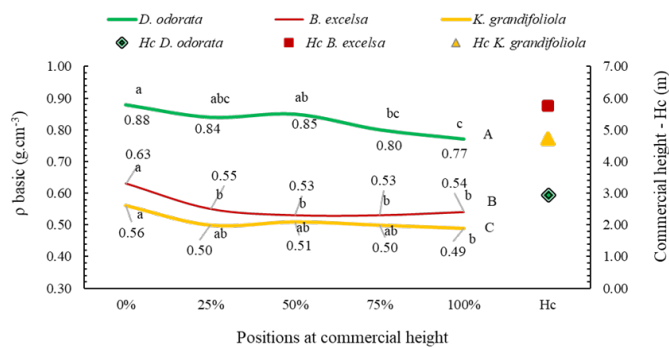 D. odorata B. excelsa K. grandifoliola
Hc D. odorata Hc B. excelsa Hc K. grandifoliola
1.00 7.00
0.90 6.00
0.80 5.00
0.70 4.00
0.60 3.00
0.50 2.00
0.40 1.00
0.30 0.00
ρ basic (g.cm-³)
Commercial height - Hc (m)
a abc ab bc c A
0.88 0.84 0.85 0.80 0.77
0.63 0.55 0.53 0.53 0.54
a b b b b B
a ab ab ab b C
0.56 0.50 0.51 0.50 0.49
0% 25% 50% 75% 100% Hc
Positions at commercial height